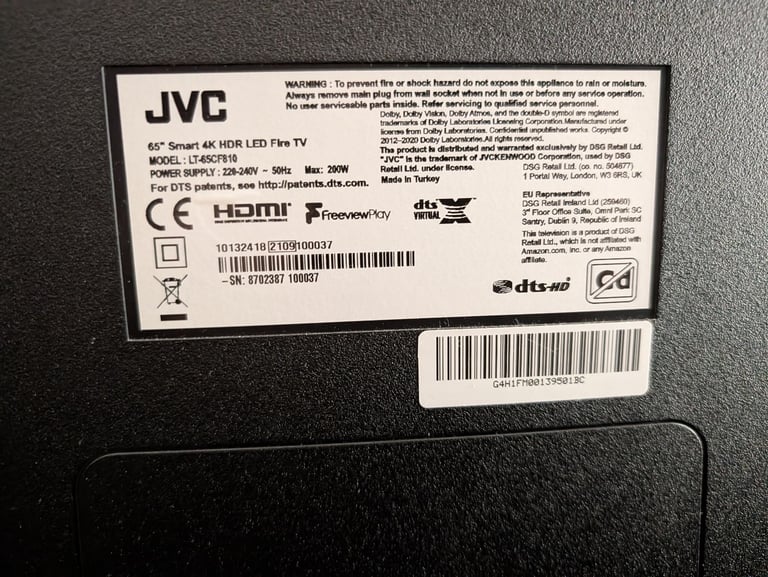 JVC
WARNING : To prevent fire or shock hazard do not expose this appliance to rain or moisture.
Always remove main plug from wall socket when not in use or before any service operation.
No user serviceable parts inside. Refer servicing to qualified service personnel.
Dolby, Dolby Vision, Dolby Atmos, and the double-D symbol are registered
trademarks of Dolby Laboratories Licensing Corporation.Manufactured under
license from Dolby Laboratories. Confidential unpublished works. Copyright ©
2012-2020 Dolby Laboratories.All rights reserved.
65" Smart 4K HDR LED Fire TV
MODEL : LT-65CF810
POWER SUPPLY : 220-240V ~ 50Hz Max: 200W
For DTS patents, see http://patents.dts.com.
The product is distributed and warranted exclusively by DSG Retail Ltd.
"JVC" is the trademark of JVCKENWOOD Corporation, used by DSG
Retail Ltd. under license.
Made in Turkey
DSG Retail Ltd. (co. no. 504877)
1 Portal Way, London, W3 6RS, UK
CE HDMI FreeviewPlay dts VIRTUAL X
EU Representative
DSG Retail Ireland Ltd (259460)
3rd Floor Office Suite, Omni Park SC
Santry, Dublin 9, Republic of Ireland
This television is a product of DSG
Retail Ltd., which is not affiliated with
Amazon.com, Inc. or any Amazon
affiliate.
10132418 2109 100037
-SN: 8702387 100037
dts-HD
Cd
G4H1FM00139501BC